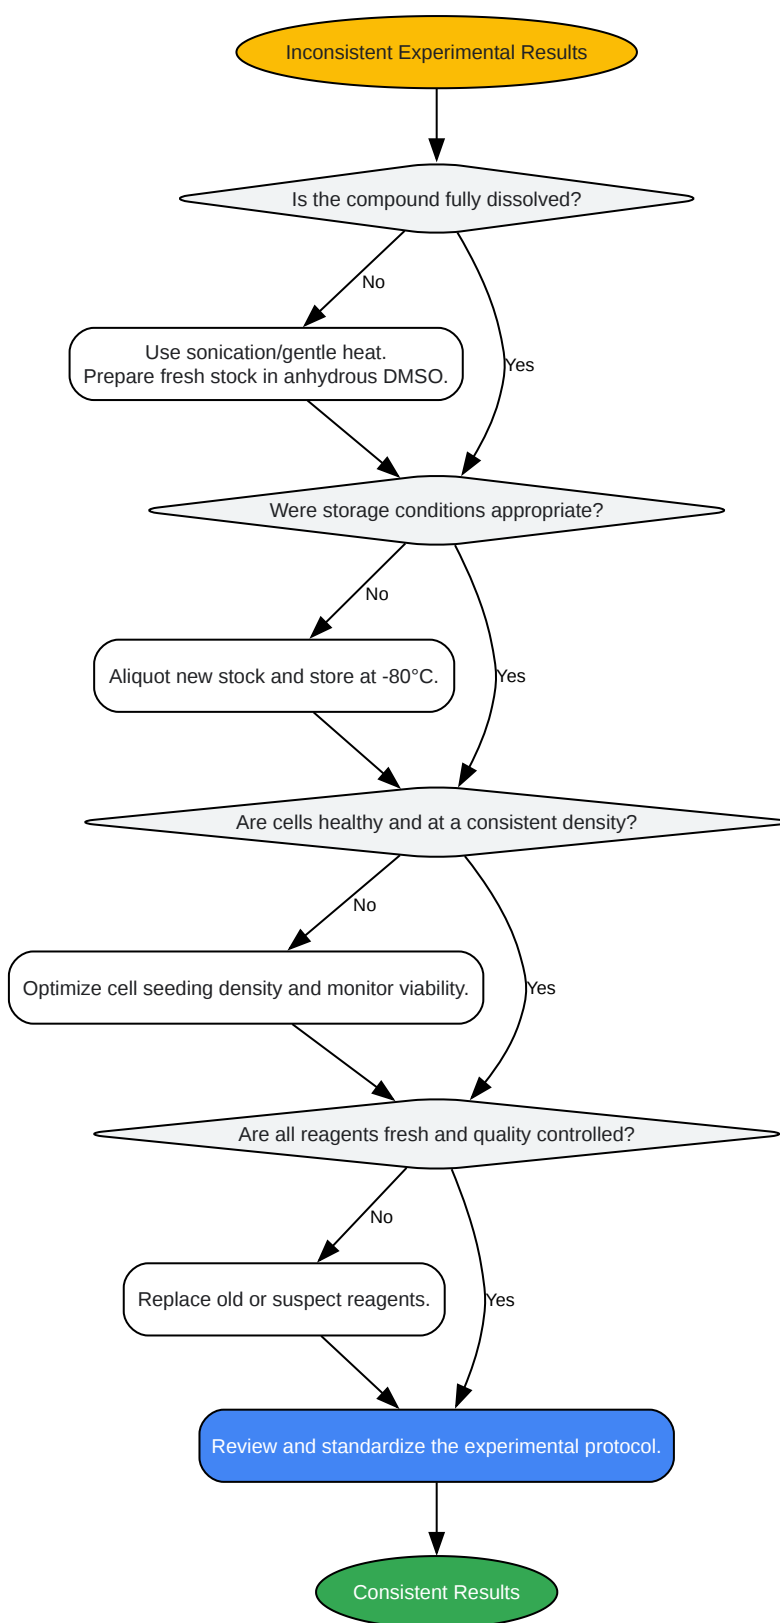 Inconsistent Experimental Results
Is the compound fully dissolved?
No
Use sonication/gentle heat.
Prepare fresh stock in anhydrous DMSO.
Yes
Were storage conditions appropriate?
No
Aliquot new stock and store at -80°C.
Yes
Are cells healthy and at a consistent density?
No
Optimize cell seeding density and monitor viability.
Yes
Are all reagents fresh and quality controlled?
No
Replace old or suspect reagents.
Yes
Review and standardize the experimental protocol.
Consistent Results